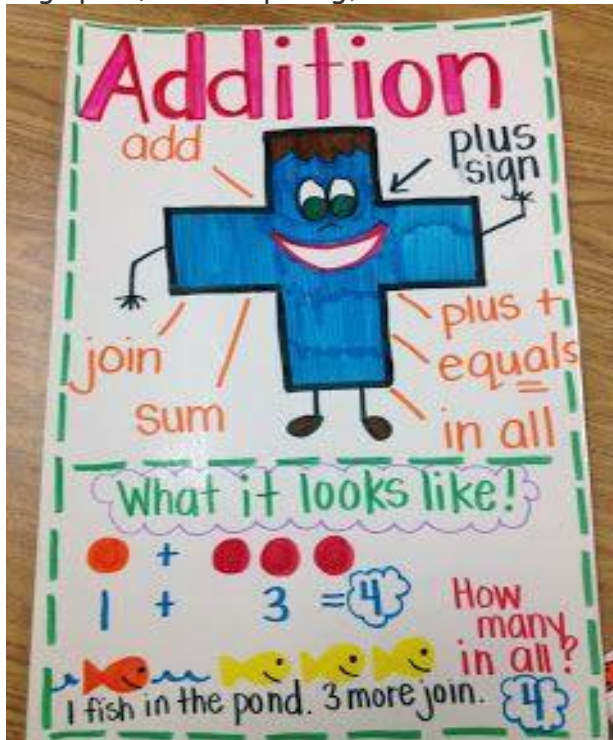 Addition
add
plus
sign
join
sum
plus +
equals
=
in all
What it looks like!
+
1 + 3 = 4
How
many
in all?
1 fish in the pond. 3 more join.
4